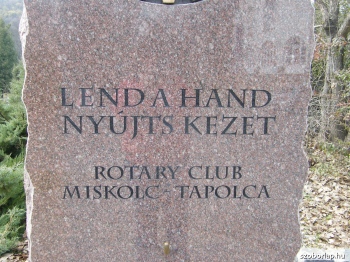 LEND A HAND
NYÚJTS KEZET
ROTARY CLUB
MISKOLC - TAPOLCA
szoborlap.hu